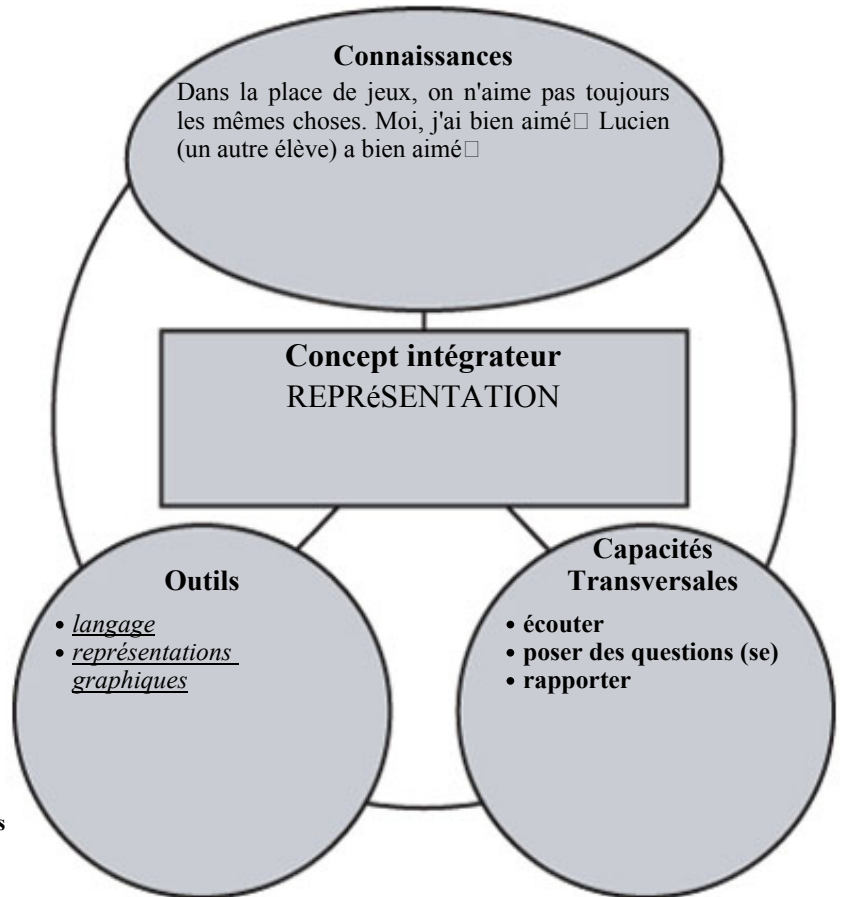 Connaissances
Dans la place de jeux, on n'aime pas toujours
les mêmes choses. Moi, j'ai bien aimé□ Lucien
(un autre élève) a bien aimé□
Concept intégrateur
REPRéSENTATION
Outils
• langage
• représentations
graphiques
Capacités
Transversales
• écouter
• poser des questions (se)
• rapporter
s